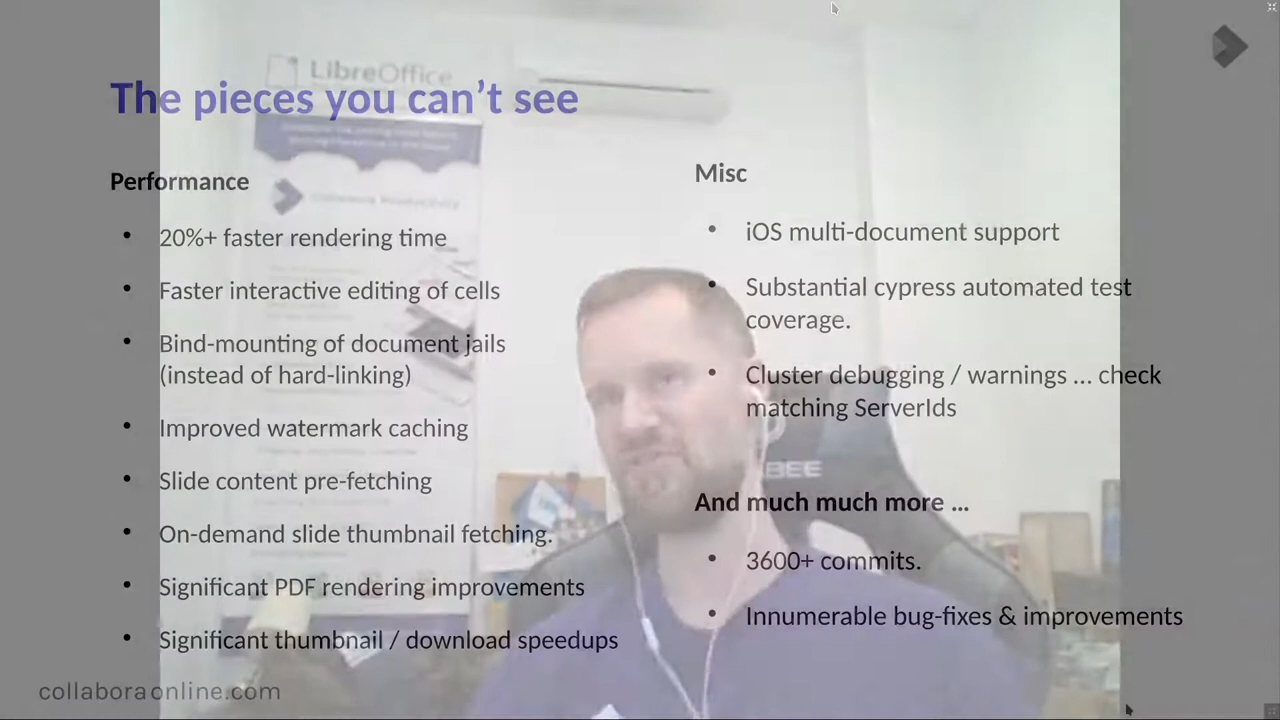 LibreOffice
The pieces you can't see
Performance
• 20%+ faster rendering time
• Faster interactive editing of cells
• Bind-mounting of document jails
(instead of hard-linking)
• Improved watermark caching
• Slide content pre-fetching
• On-demand slide thumbnail fetching.
• Significant PDF rendering improvements
• Significant thumbnail / download speedups
Misc
• iOS multi-document support
• Substantial cypress automated test
coverage.
• Cluster debugging / warnings ... check
matching ServerIds
BEE
And much much more ...
• 3600+ commits.
• Innumerable bug-fixes & improvements
collaboraonline.com